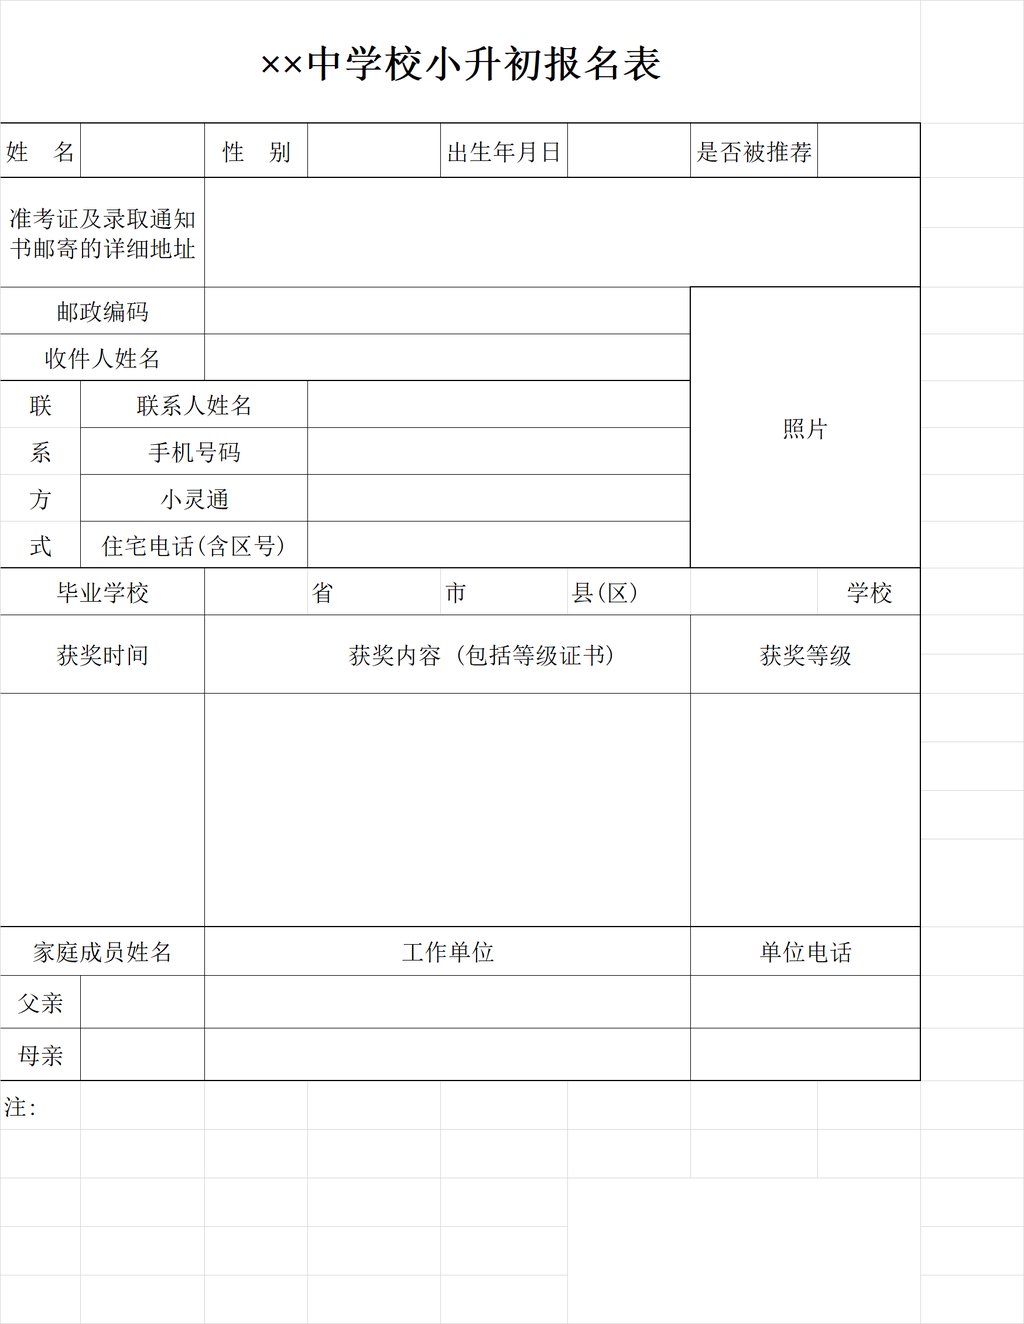 ××中学校小升初报名表
姓　名 性　别 出生年月日 是否被推荐
准考证及录取通知
书邮寄的详细地址
邮政编码
收件人姓名
照片
联 联系人姓名
系 手机号码
方 小灵通
式 住宅电话(含区号)
毕业学校 省 市 县(区) 学校
获奖时间 获奖内容（包括等级证书） 获奖等级
家庭成员姓名 工作单位 单位电话
父亲
母亲
注: